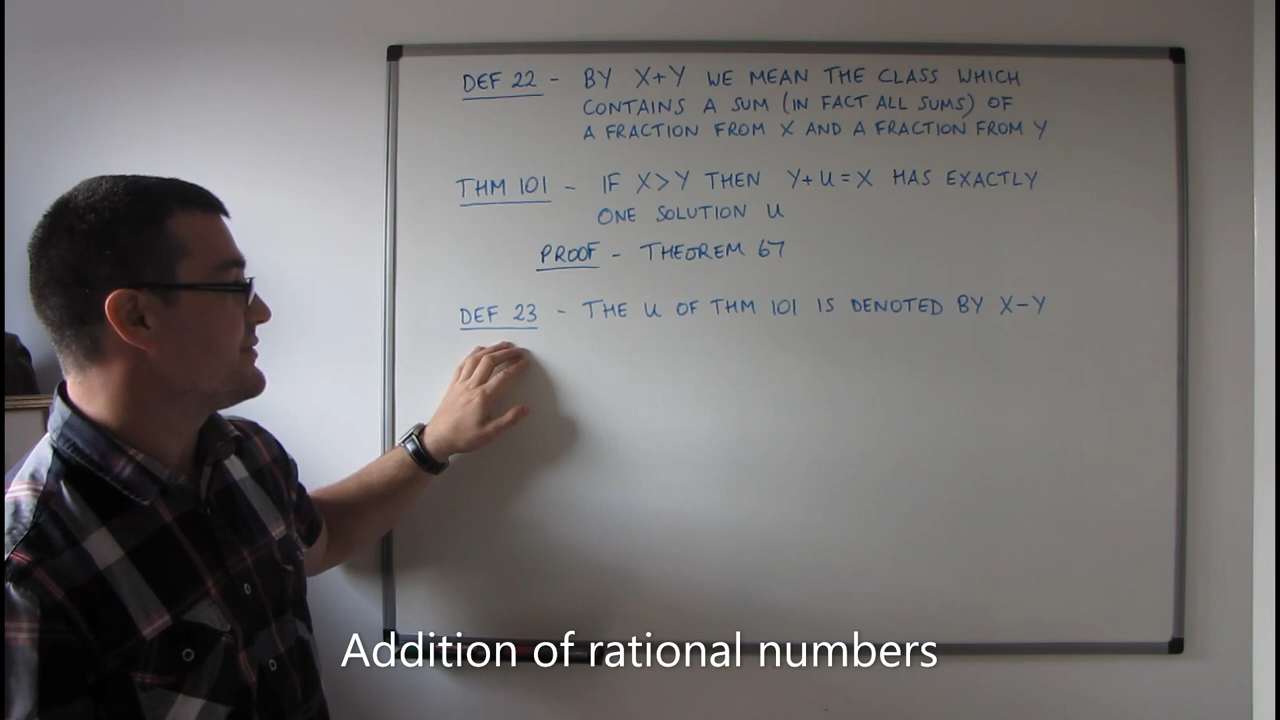 DEF 22 - BY X+Y WE MEAN THE CLASS WHICH
CONTAINS A SUM (IN FACT ALL SUMS) OF
A FRACTION FROM X AND A FRACTION FROM Y
THM 101 - IF X>Y THEN Y+U=X HAS EXACTLY
ONE SOLUTION U
PROOF - THEOREM 67
DEF 23 - THE U OF THM 101 IS DENOTED BY X-Y
Addition of rational numbers